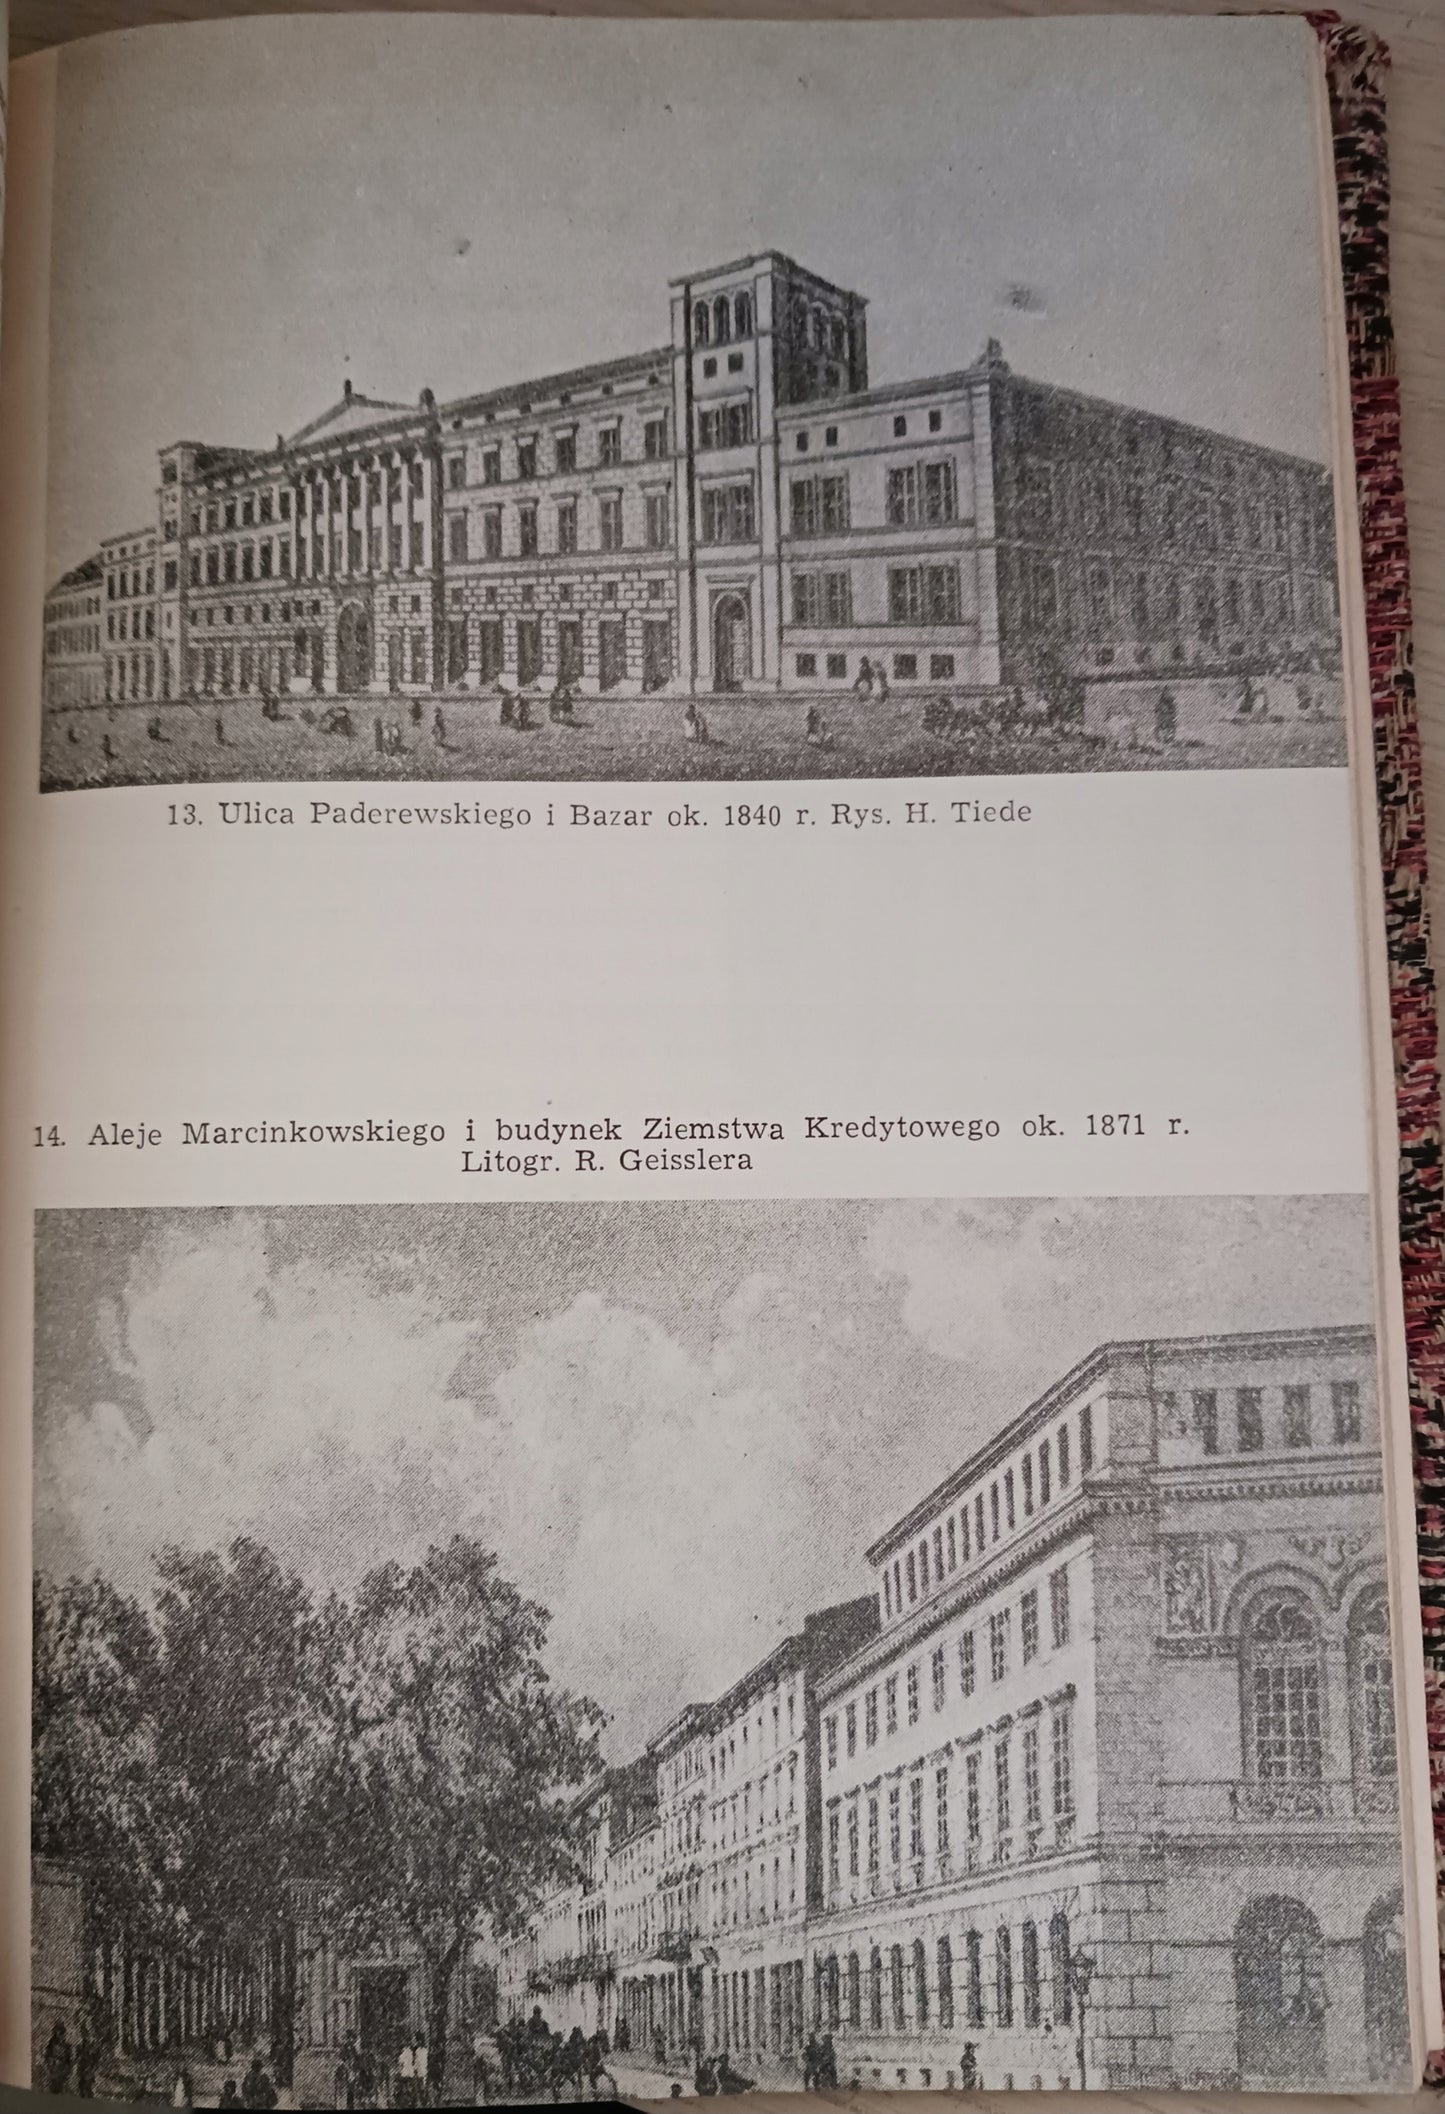 13. Ulica Paderewskiego i Bazar ok. 1840 r. Rys. H. Tiede
14. Aleje Marcinkowskiego i budynek Ziemstwa Kredytowego ok. 1871 r.
Litogr. R. Geisslera